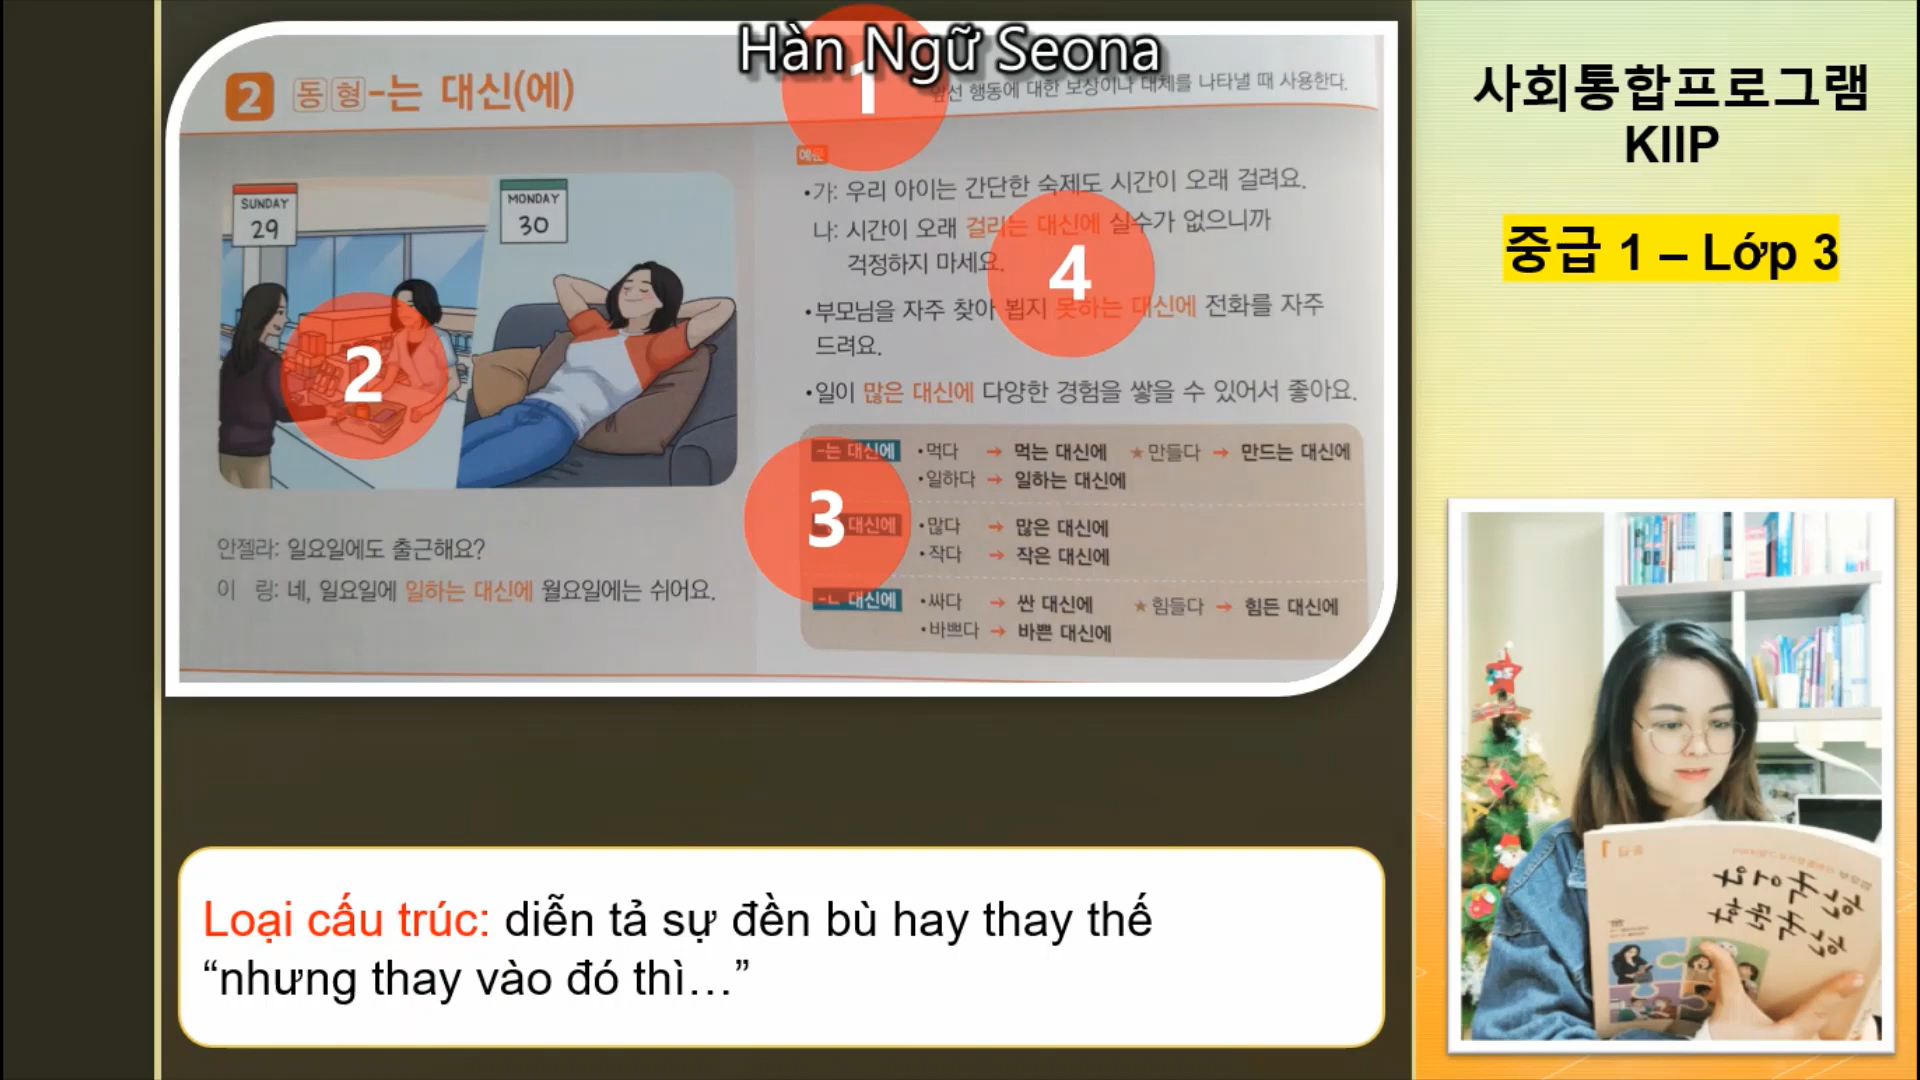 Hàn Ngữ Seona
2 동 형 -는 대신(에)
앞선 행동에 대한 보상이나 대체를 나타낼 때 사용한다.
1
SUNDAY
29
MONDAY
30
2
안젤라: 일요일에도 출근해요?
이 링: 네, 일요일에 일하는 대신에 월요일에는 쉬어요.
예문
•가: 우리 아이는 간단한 숙제도 시간이 오래 걸려요.
나: 시간이 오래 걸리는 대신에 실수가 없으니까
걱정하지 마세요.
4
•부모님을 자주 찾아 뵙지 못하는 대신에 전화를 자주
드려요.
•일이 많은 대신에 다양한 경험을 쌓을 수 있어서 좋아요.
-는 대신에 •먹다 → 먹는 대신에 ★만들다 → 만드는 대신에
•일하다 → 일하는 대신에
3
대신에 •많다 → 많은 대신에
•작다 → 작은 대신에
-ㄴ 대신에 •싸다 → 싼 대신에 ★힘들다 → 힘든 대신에
•바쁘다 → 바쁜 대신에
Loại cấu trúc: diễn tả sự đền bù hay thay thế
“nhưng thay vào đó thì…”
사회통합프로그램
KIIP
중급 1 – Lớp 3